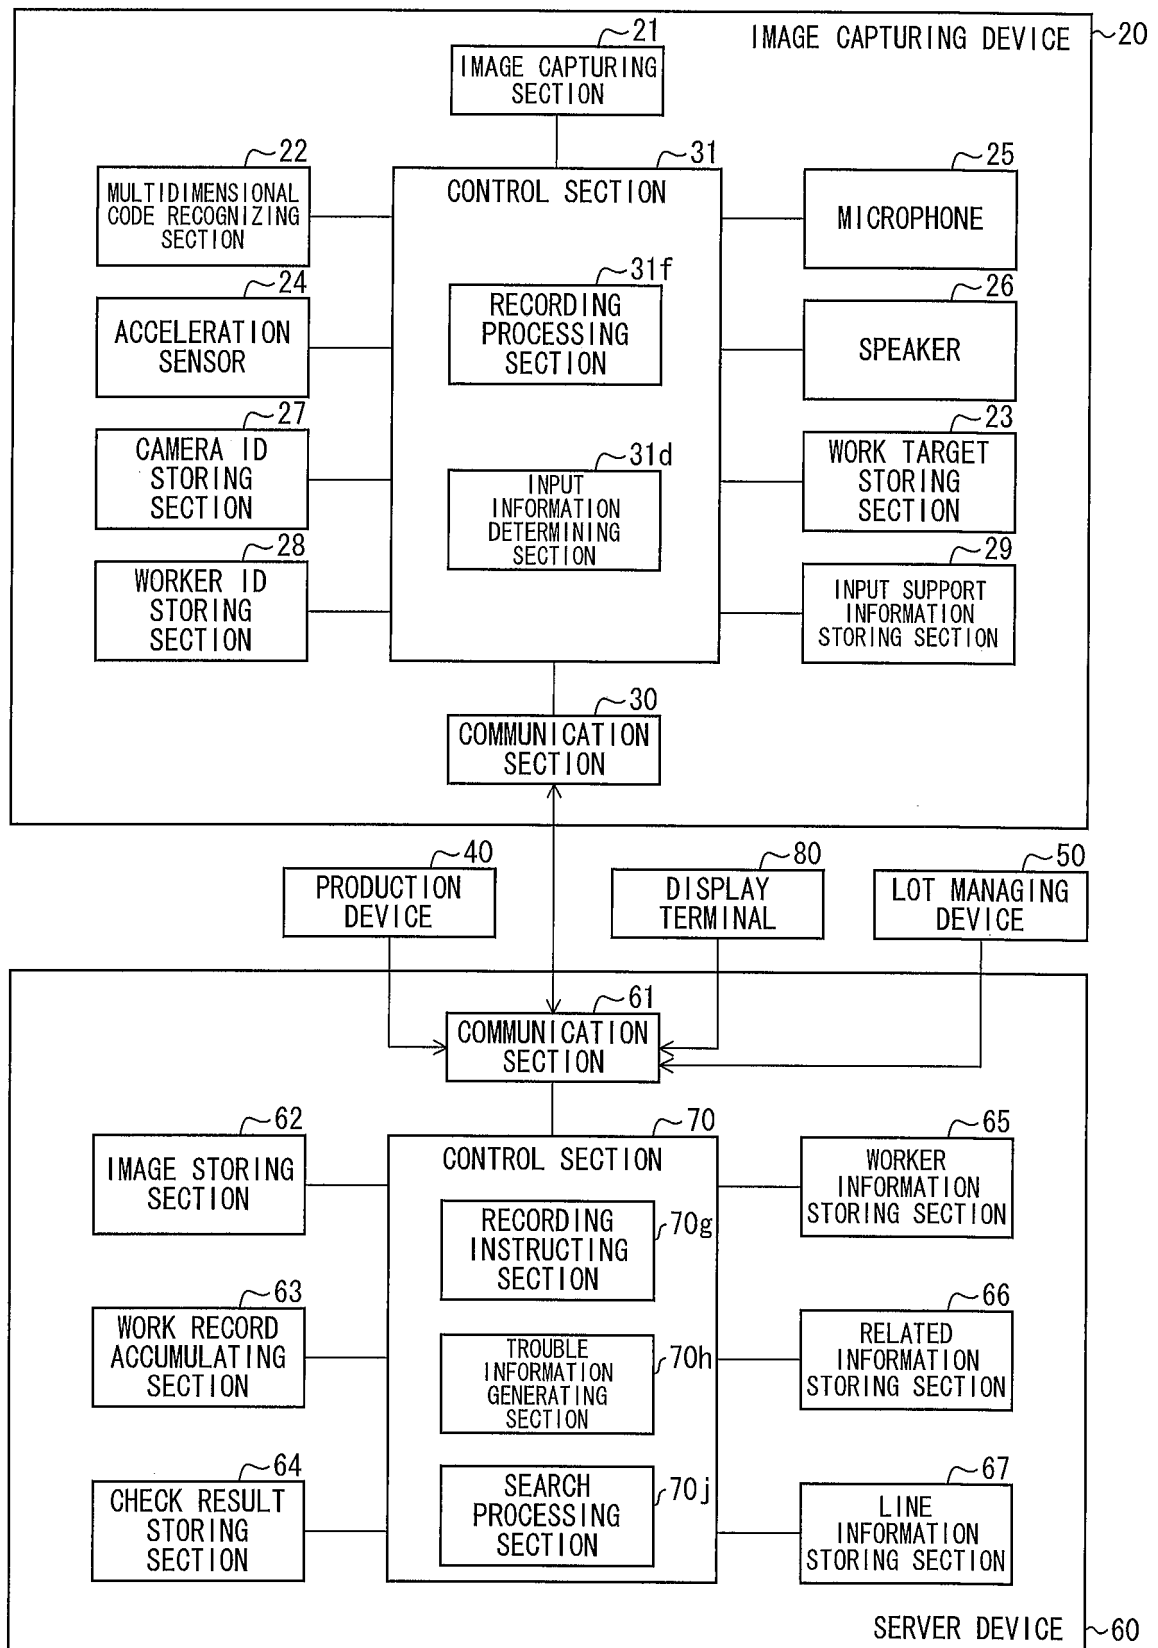 IMAGE CAPTURING DEVICE
20
21
IMAGE CAPTURING
SECTION
22
MULTIDIMENSIONAL
CODE RECOGNIZING
SECTION
31
CONTROL SECTION
25
MICROPHONE
24
ACCELERATION
SENSOR
31f
RECORDING
PROCESSING
SECTION
26
SPEAKER
27
CAMERA ID
STORING
SECTION
31d
INPUT
INFORMATION
DETERMINING
SECTION
23
WORK TARGET
STORING
SECTION
28
WORKER ID
STORING
SECTION
29
INPUT SUPPORT
INFORMATION
STORING SECTION
30
COMMUNICATION
SECTION
40
PRODUCTION
DEVICE
80
DISPLAY
TERMINAL
50
LOT MANAGING
DEVICE
61
COMMUNICATION
SECTION
62
IMAGE STORING
SECTION
70
CONTROL SECTION
65
WORKER
INFORMATION
STORING SECTION
RECORDING
INSTRUCTING
SECTION
70g
63
WORK RECORD
ACCUMULATING
SECTION
TROUBLE
INFORMATION
GENERATING
SECTION
70h
66
RELATED
INFORMATION
STORING SECTION
64
CHECK RESULT
STORING
SECTION
SEARCH
PROCESSING
SECTION
70j
67
LINE
INFORMATION
STORING SECTION
SERVER DEVICE
60